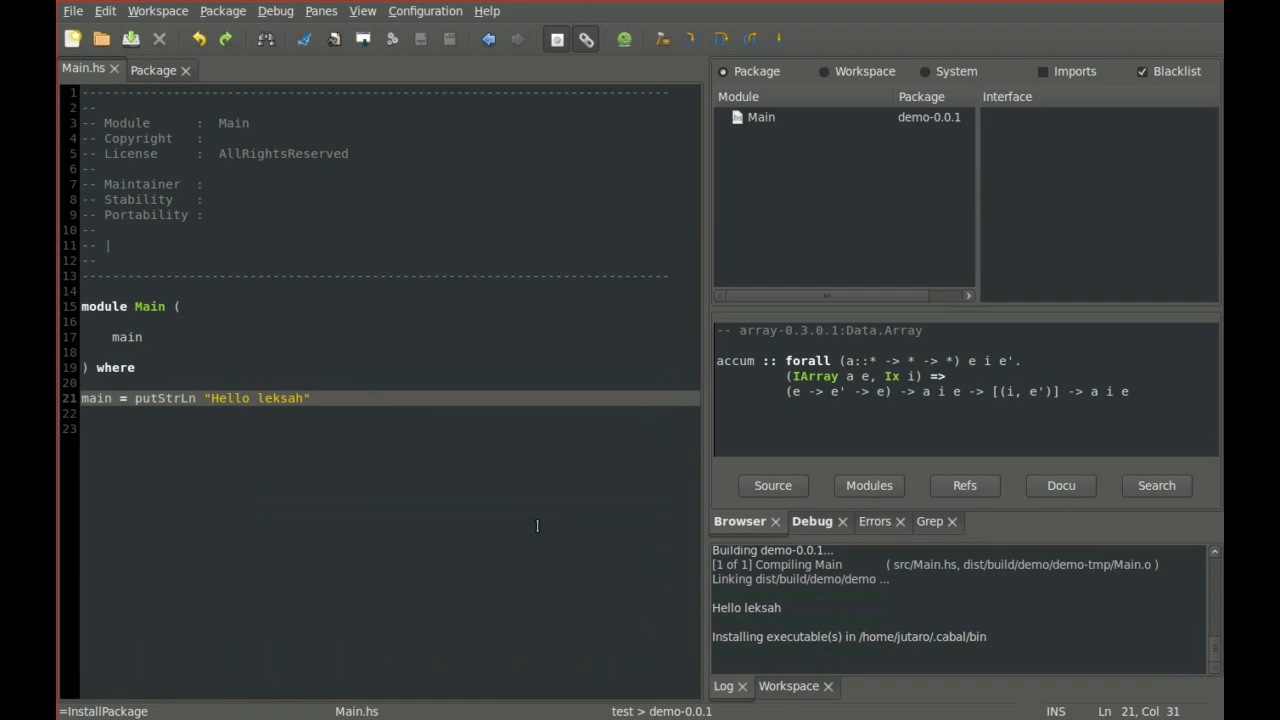 File Edit Workspace Package Debug Panes View Configuration Help
Main.hs Package
1 -----------------------------------------------------------------------------
2 --
3 -- Module      :  Main
4 -- Copyright   :
5 -- License     :  AllRightsReserved
6 --
7 -- Maintainer  :
8 -- Stability   :
9 -- Portability :
10 --
11 -- |
12 --
13 -----------------------------------------------------------------------------
14
15 module Main (
16
17     main
18
19 ) where
20
21 main = putStrLn "Hello leksah"
22
23
Package Workspace System Imports Blacklist
Module Package Interface
Main demo-0.0.1
-- array-0.3.0.1:Data.Array
accum :: forall (a::* -> * -> *) e i e'.
(IArray a e, Ix i) =>
(e -> e' -> e) -> a i e -> [(i, e')] -> a i e
Source Modules Refs Docu Search
Browser Debug Errors Grep
Building demo-0.0.1...
[1 of 1] Compiling Main ( src/Main.hs, dist/build/demo/demo-tmp/Main.o )
Linking dist/build/demo/demo ...
Hello leksah
Installing executable(s) in /home/jutaro/.cabal/bin
Log Workspace
=InstallPackage Main.hs test > demo-0.0.1 INS Ln 21, Col 31